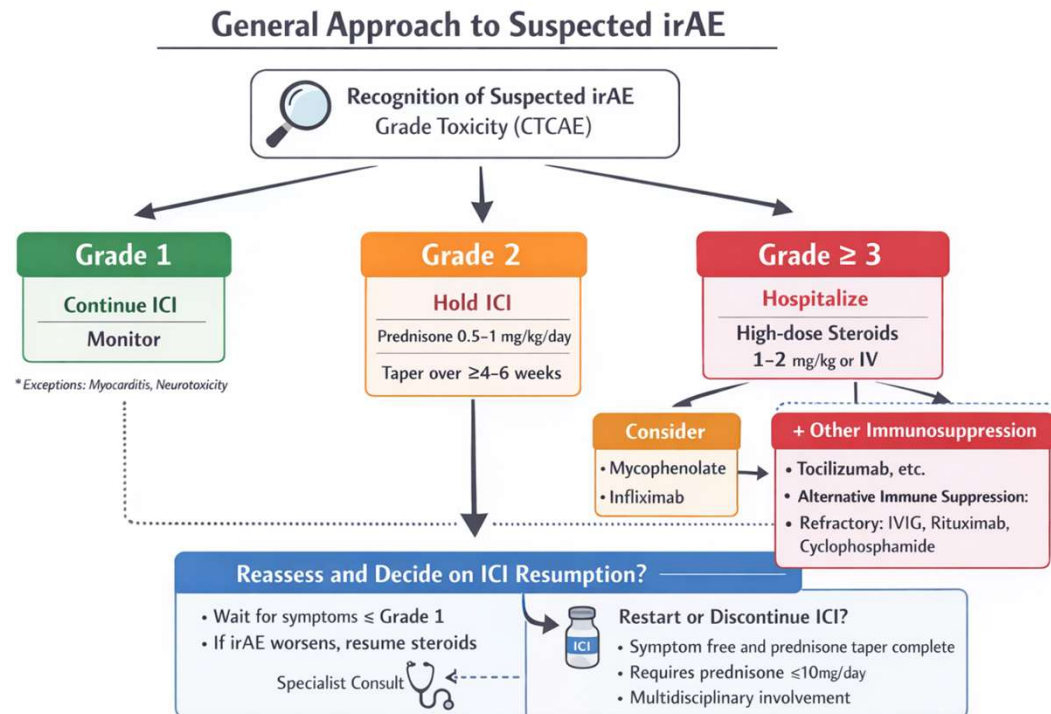 General Approach to Suspected irAE
Recognition of Suspected irAE
Grade Toxicity (CTCAE)
Grade 1
Continue ICI
Monitor
* Exceptions: Myocarditis, Neurotoxicity
Grade 2
Hold ICI
Prednisone 0.5–1 mg/kg/day
Taper over ≥4–6 weeks
Grade ≥ 3
Hospitalize
High-dose Steroids
1–2 mg/kg or IV
Consider
• Mycophenolate
• Infliximab
+ Other Immunosuppression
• Tocilizumab, etc.
• Alternative Immune Suppression:
• Refractory: IVIG, Rituximab,
Cyclophosphamide
Reassess and Decide on ICI Resumption?
• Wait for symptoms ≤ Grade 1
• If irAE worsens, resume steroids
Specialist Consult
ICI
Restart or Discontinue ICI?
• Symptom free and prednisone taper complete
• Requires prednisone ≤10mg/day
• Multidisciplinary involvement